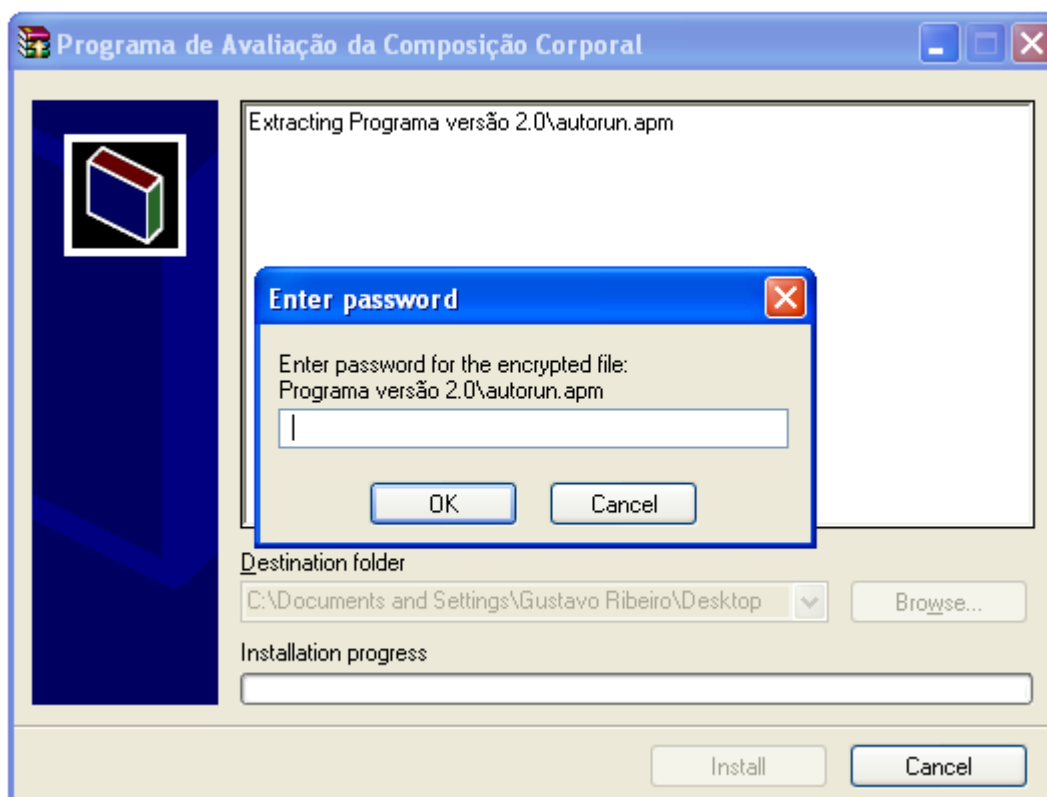 Programa de Avaliação da Composição Corporal
Extracting Programa versão 2.0\autorun.apm
Enter password
Enter password for the encrypted file:
Programa versão 2.0\autorun.apm
OK
Cancel
Destination folder
C:\Documents and Settings\Gustavo Ribeiro\Desktop
Browse...
Installation progress
Install
Cancel